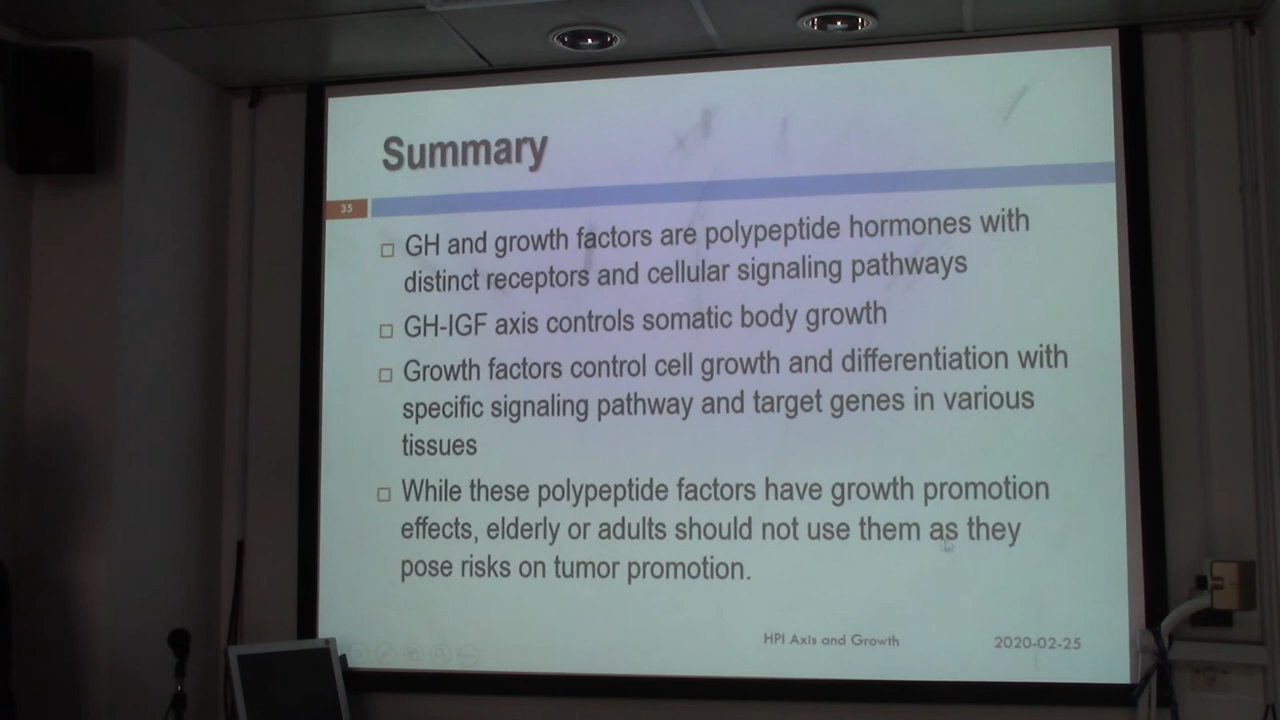 Summary
35
GH and growth factors are polypeptide hormones with
distinct receptors and cellular signaling pathways
GH-IGF axis controls somatic body growth
Growth factors control cell growth and differentiation with
specific signaling pathway and target genes in various
tissues
While these polypeptide factors have growth promotion
effects, elderly or adults should not use them as they
pose risks on tumor promotion.
HPI Axis and Growth 2020-02-25